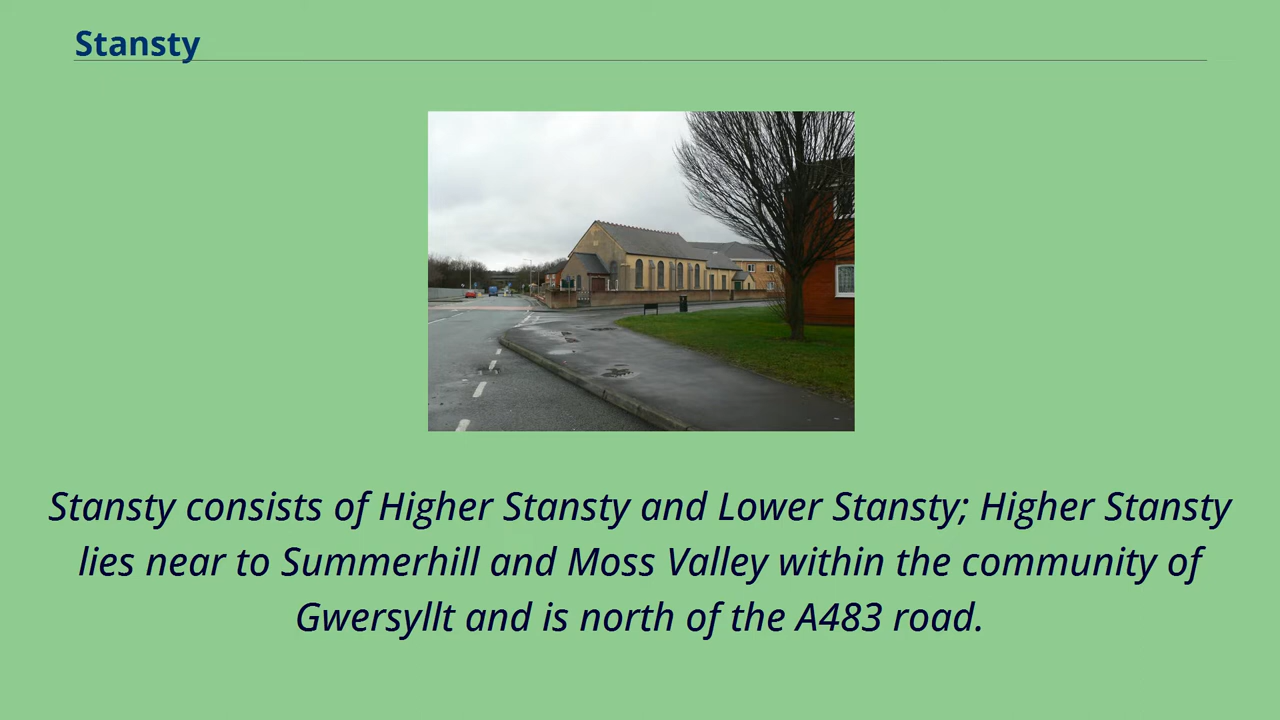 Stansty
Stansty consists of Higher Stansty and Lower Stansty; Higher Stansty
lies near to Summerhill and Moss Valley within the community of
Gwersyllt and is north of the A483 road.